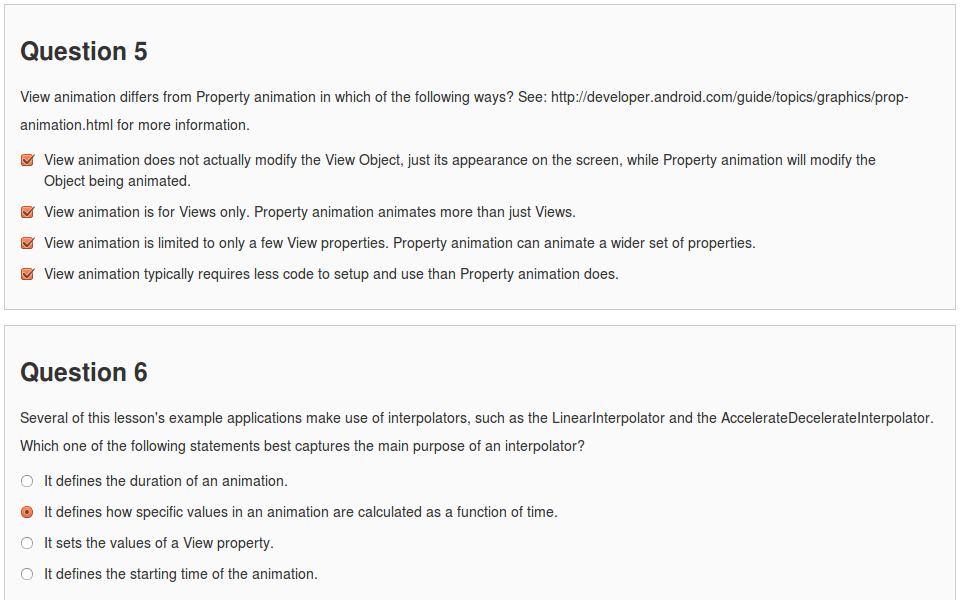 Question 5
View animation differs from Property animation in which of the following ways? See: http://developer.android.com/guide/topics/graphics/prop-
animation.html for more information.
View animation does not actually modify the View Object, just its appearance on the screen, while Property animation will modify the
Object being animated.
View animation is for Views only. Property animation animates more than just Views.
View animation is limited to only a few View properties. Property animation can animate a wider set of properties.
View animation typically requires less code to setup and use than Property animation does.
Question 6
Several of this lesson's example applications make use of interpolators, such as the LinearInterpolator and the AccelerateDecelerateInterpolator.
Which one of the following statements best captures the main purpose of an interpolator?
It defines the duration of an animation.
It defines how specific values in an animation are calculated as a function of time.
It sets the values of a View property.
It defines the starting time of the animation.